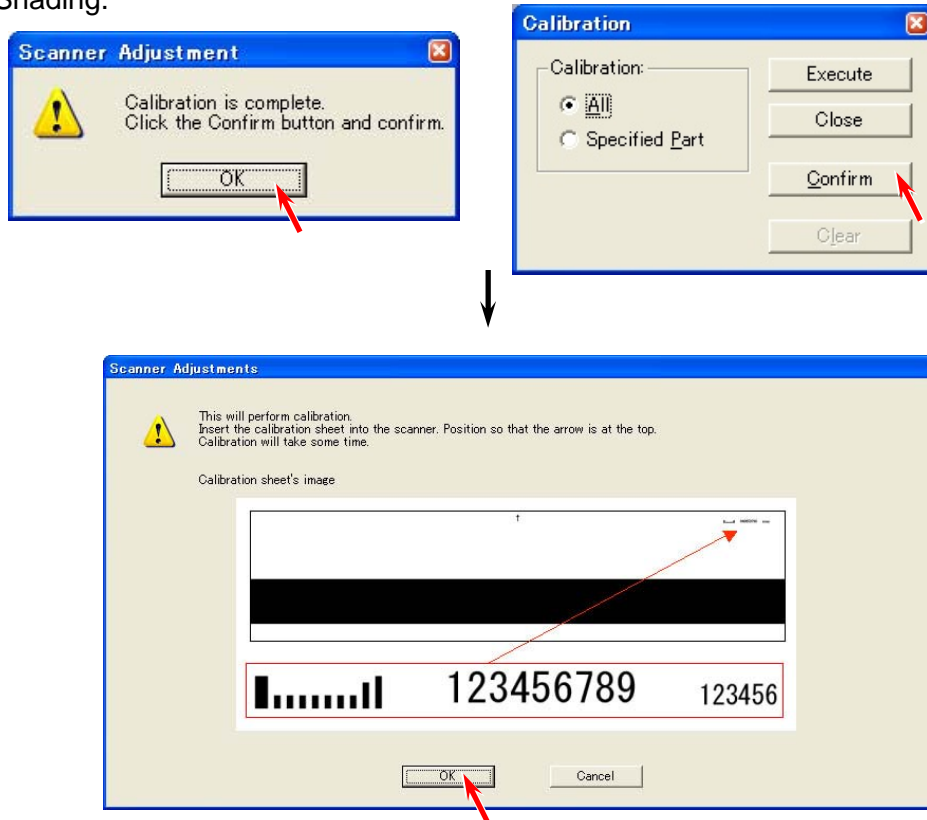 Shading.
Scanner Adjustment
Calibration is complete.
Click the Confirm button and confirm.
OK
Calibration
Calibration:
All
Specified Part
Execute
Close
Confirm
Clear
Scanner Adjustments
This will perform calibration.
Insert the calibration sheet into the scanner. Position so that the arrow is at the top.
Calibration will take some time.
Calibration sheet's image
123456789
123456
OK
Cancel